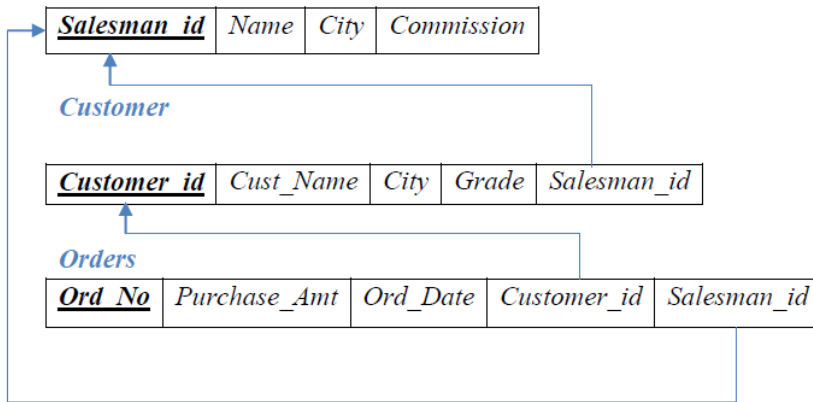 Salesman_id Name City Commission
Customer
Customer_id Cust_Name City Grade Salesman_id
Orders
Ord_No Purchase_Amt Ord_Date Customer_id Salesman_id